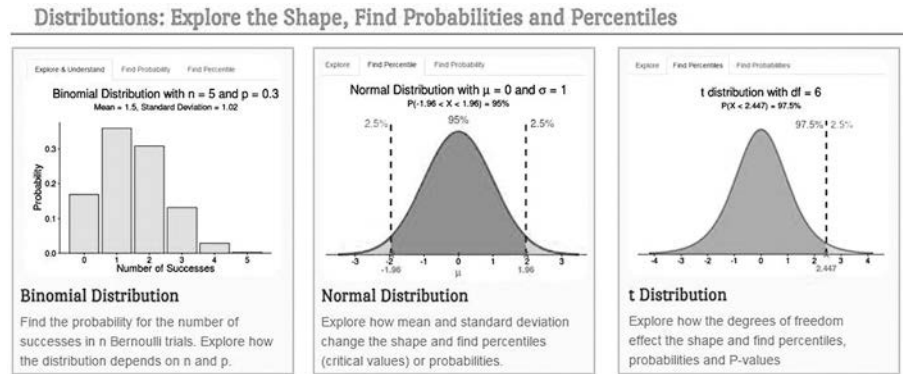 Distributions: Explore the Shape, Find Probabilities and Percentiles
Explore & Understand Find Probability Find Percentile
Binomial Distribution with n = 5 and p = 0.3
Mean = 1.5, Standard Deviation = 1.02
Probability
0.3
0.2
0.1
0.0
0 1 2 3 4 5
Number of Successes
Binomial Distribution
Find the probability for the number of
successes in n Bernoulli trials. Explore how
the distribution depends on n and p.
Explore Find Percentile Find Probability
Normal Distribution with μ = 0 and σ = 1
P(-1.96 < X < 1.96) = 95%
2.5% 95% 2.5%
-3 -2 -1 0 1 2 3
-1.96 μ 1.96
Normal Distribution
Explore how mean and standard deviation
change the shape and find percentiles
(critical values) or probabilities.
Explore Find Percentiles Find Probabilities
t distribution with df = 6
P(X < 2.447) = 97.5%
97.5% 2.5%
-4 -3 -2 -1 0 1 2 3 4
2.447
t Distribution
Explore how the degrees of freedom
effect the shape and find percentiles,
probabilities and P-values